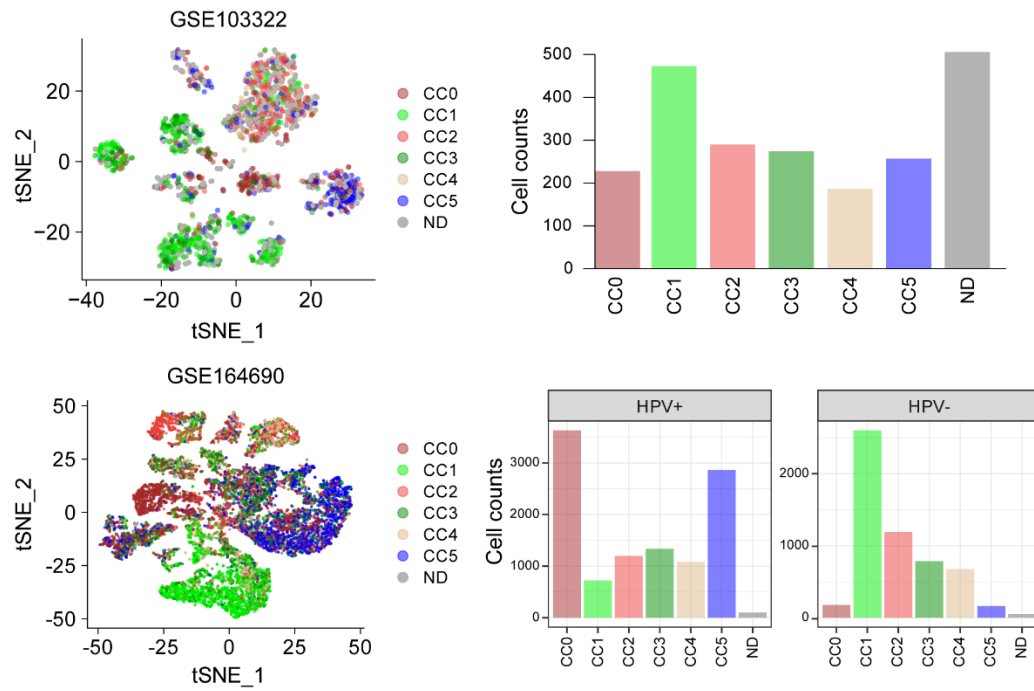 GSE103322
tSNE_2
20
0
−20
−40
−20
0
20
tSNE_1
CC0
CC1
CC2
CC3
CC4
CC5
ND
Cell counts
500
400
300
200
100
0
CC0
CC1
CC2
CC3
CC4
CC5
ND
GSE164690
tSNE_2
50
25
0
-25
-50
-50
-25
0
25
50
tSNE_1
CC0
CC1
CC2
CC3
CC4
CC5
ND
Cell counts
HPV+
3000
2000
1000
0
CC0
CC1
CC2
CC3
CC4
CC5
ND
HPV-
2000
1000
0
CC0
CC1
CC2
CC3
CC4
CC5
ND